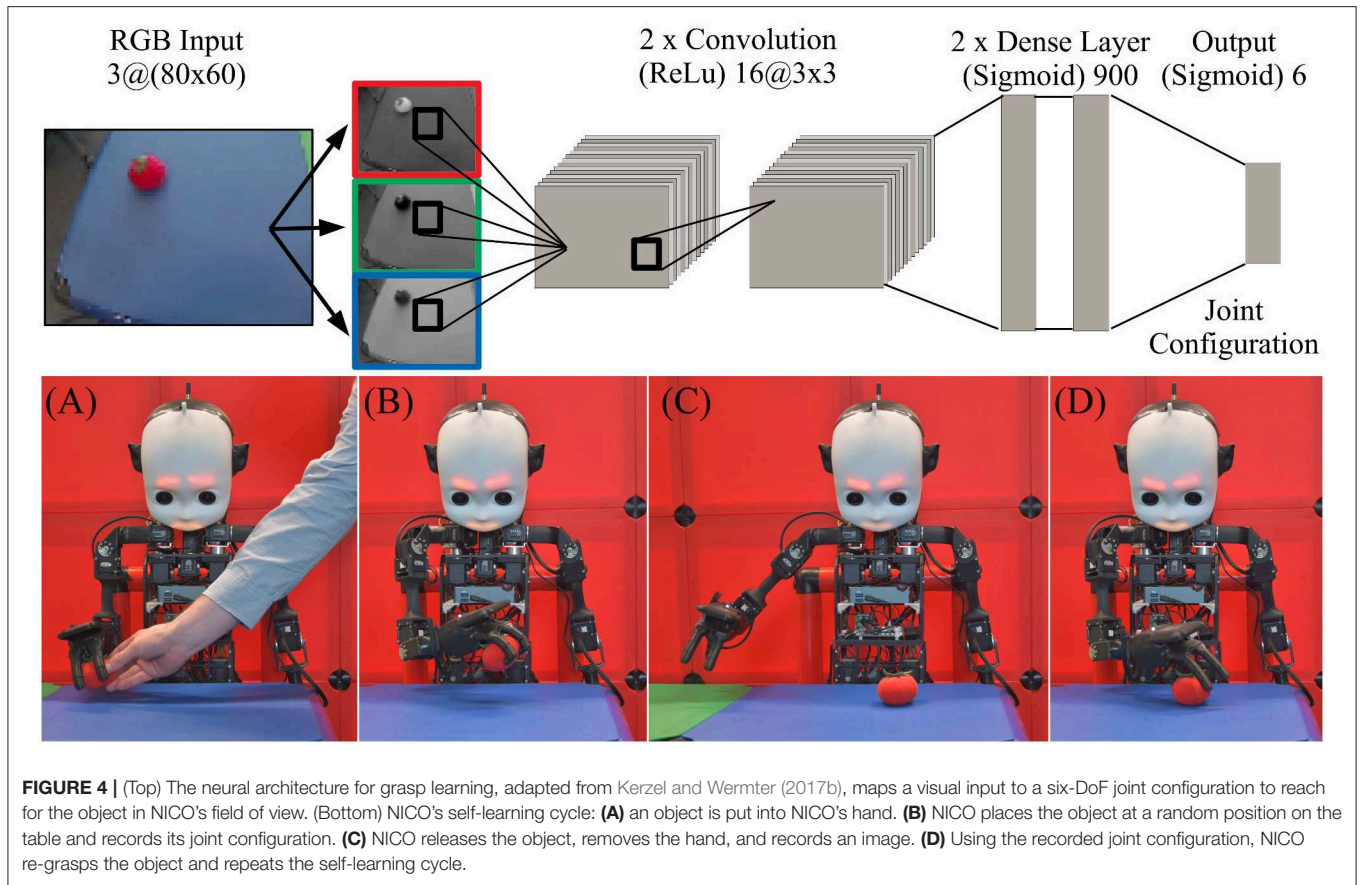 RGB Input
3@(80x60)
2 x Convolution
(ReLu) 16@3x3
2 x Dense Layer
(Sigmoid) 900
Output
(Sigmoid) 6
Joint
Configuration
(A)
(B)
(C)
(D)
FIGURE 4 | (Top) The neural architecture for grasp learning, adapted from Kerzel and Wermter (2017b), maps a visual input to a six-DoF joint configuration to reach
for the object in NICO's field of view. (Bottom) NICO's self-learning cycle: (A) an object is put into NICO's hand. (B) NICO places the object at a random position on the
table and records its joint configuration. (C) NICO releases the object, removes the hand, and records an image. (D) Using the recorded joint configuration, NICO
re-grasps the object and repeats the self-learning cycle.